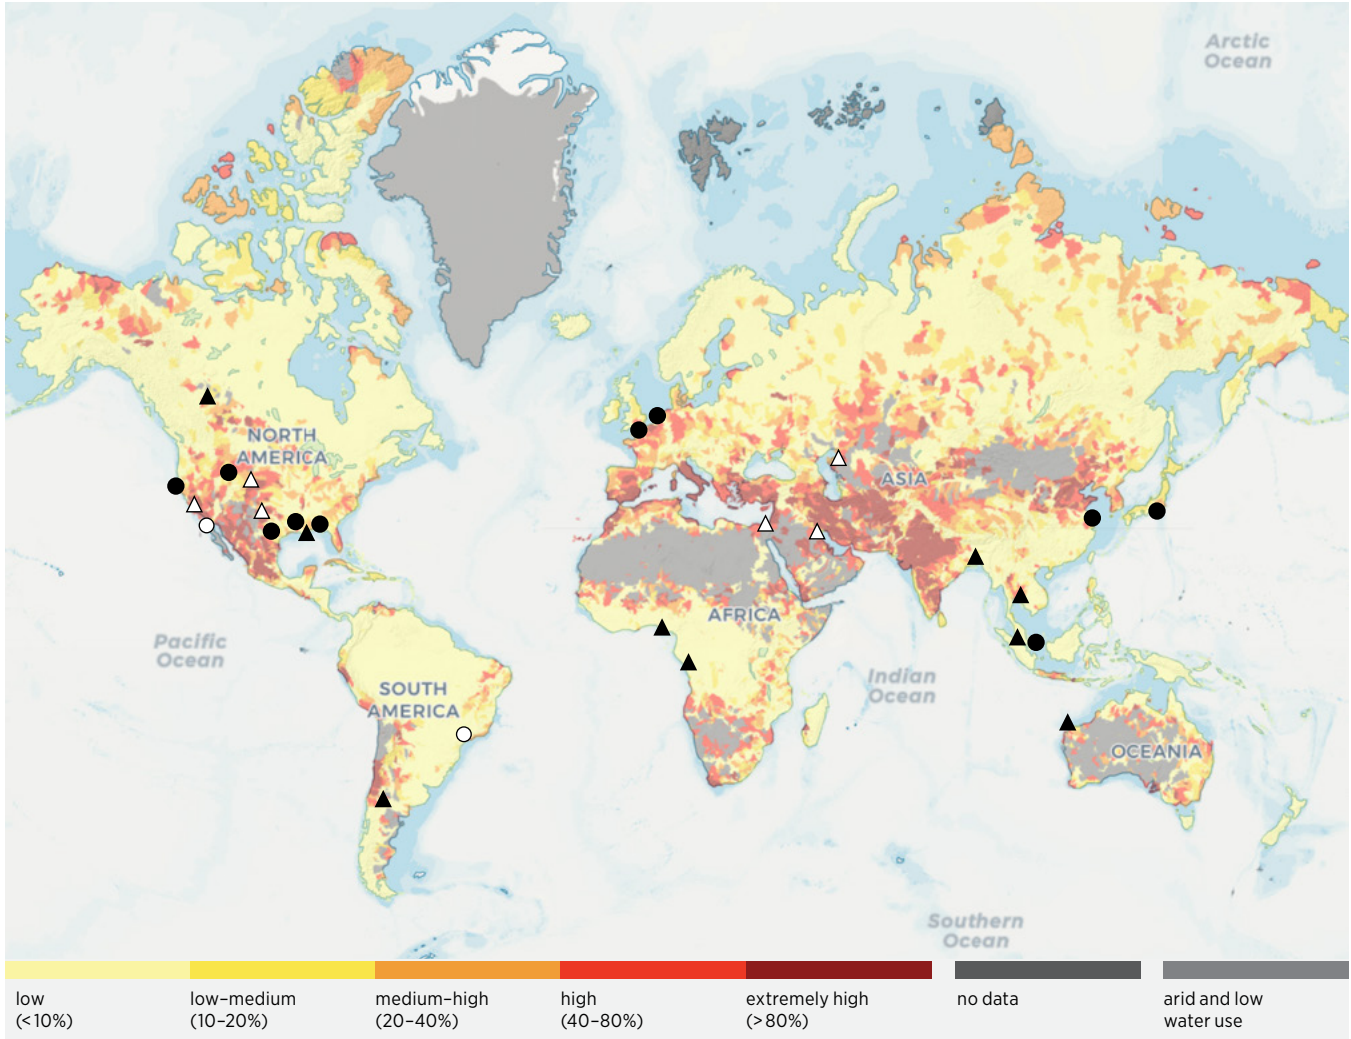 Arctic
Ocean
NORTH
AMERICA
ASIA
AFRICA
Pacific
Ocean
SOUTH
AMERICA
Indian
Ocean
OCEANIA
Southern
Ocean
low
(<10%)
low–medium
(10–20%)
medium–high
(20–40%)
high
(40–80%)
extremely high
(>80%)
no data
arid and low
water use